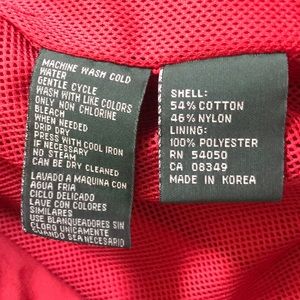 MACHINE WASH COLD
WATER
GENTLE CYCLE
WASH WITH LIKE COLORS
ONLY NON CHLORINE
BLEACH
WHEN NEEDED
DRIP DRY
PRESS WITH COOL IRON
IF NECESSARY
NO STEAM
CAN BE DRY CLEANED
LAVADO A MAQUINA CON
AGUA FRIA
CICLO DELICADO
LAVE CON COLORES
SIMILARES
USE BLANQUEADORES SIN
CLORO UNICAMENTE
CUANDO SEA NECESARIO
SHELL:
54% COTTON
46% NYLON
LINING:
100% POLYESTER
RN 54050
CA 08349
MADE IN KOREA